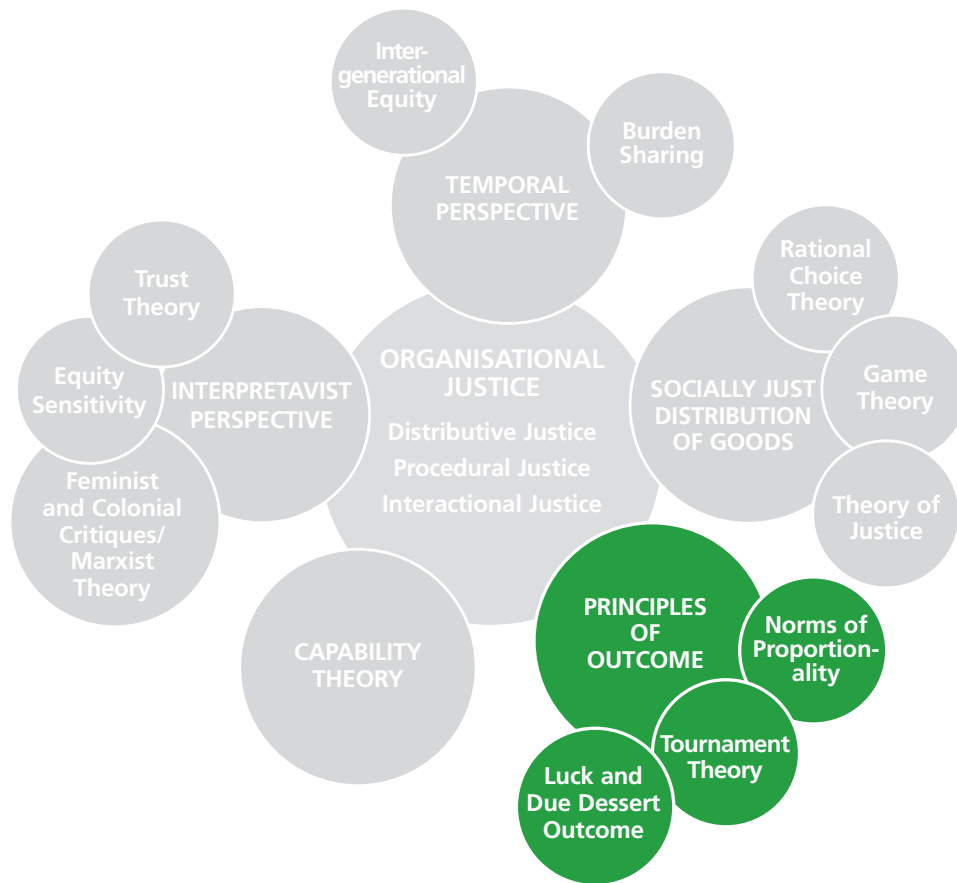 Inter-
generational
Equity
Burden
Sharing
TEMPORAL
PERSPECTIVE
Trust
Theory
Rational
Choice
Theory
Equity
Sensitivity
INTERPRETAVIST
PERSPECTIVE
ORGANISATIONAL
JUSTICE
Distributive Justice
Procedural Justice
Interactional Justice
SOCIALLY JUST
DISTRIBUTION
OF GOODS
Game
Theory
Feminist
and Colonial
Critiques/
Marxist
Theory
Theory of
Justice
CAPABILITY
THEORY
PRINCIPLES
OF
OUTCOME
Norms of
Proportion-
ality
Tournament
Theory
Luck and
Due Dessert
Outcome